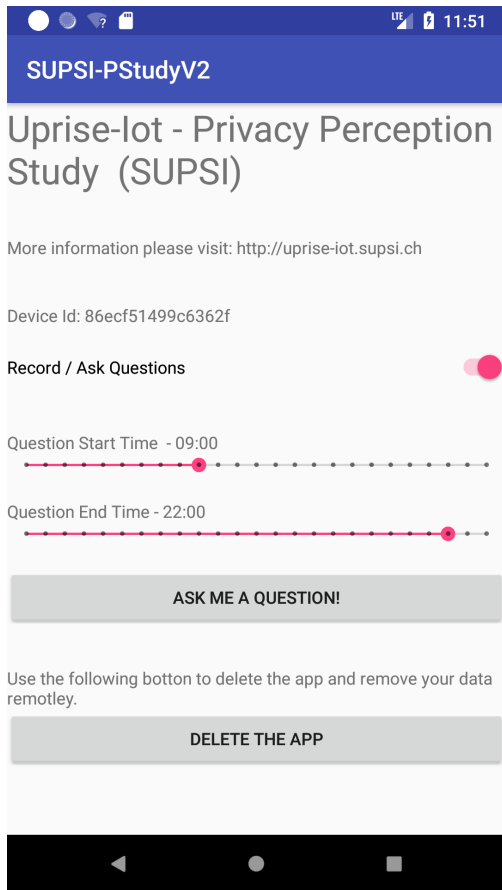 LTE 11:51
SUPSI-PStudyV2
Uprise-Iot - Privacy Perception
Study (SUPSI)
More information please visit: http://uprise-iot.supsi.ch
Device Id: 86ecf51499c6362f
Record / Ask Questions
Question Start Time - 09:00
Question End Time - 22:00
ASK ME A QUESTION!
Use the following botton to delete the app and remove your data
remotley.
DELETE THE APP